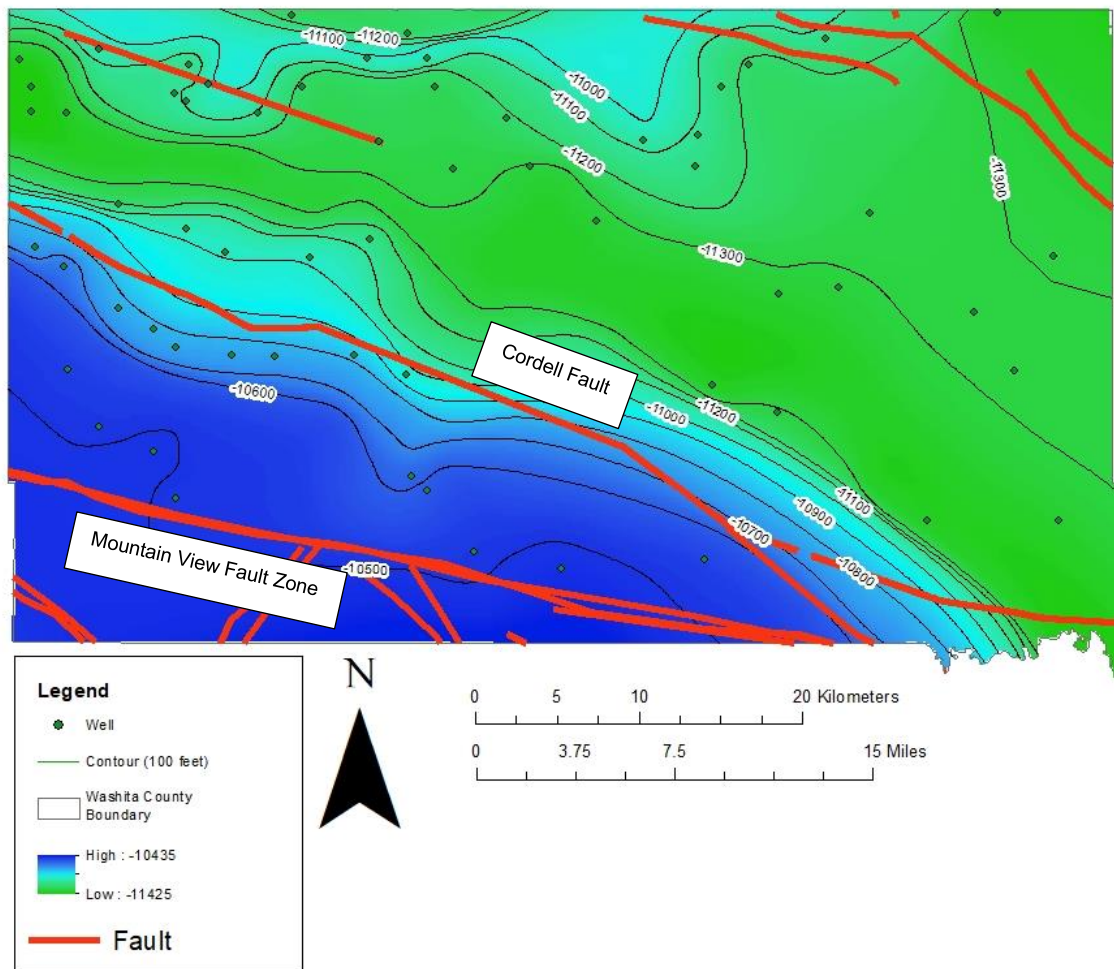 -11200
-11100
-11000
-11100
-11200
-11300
-11300
Cordell Fault
-10600
-11000
-11200
-11100
-10900
-10700
-10800
Mountain View Fault Zone
-10500
Legend
Well
Contour (100 feet)
Washita County
Boundary
High : -10435
Low : -11425
Fault
N
0 5 10 20 Kilometers
0 3.75 7.5 15 Miles